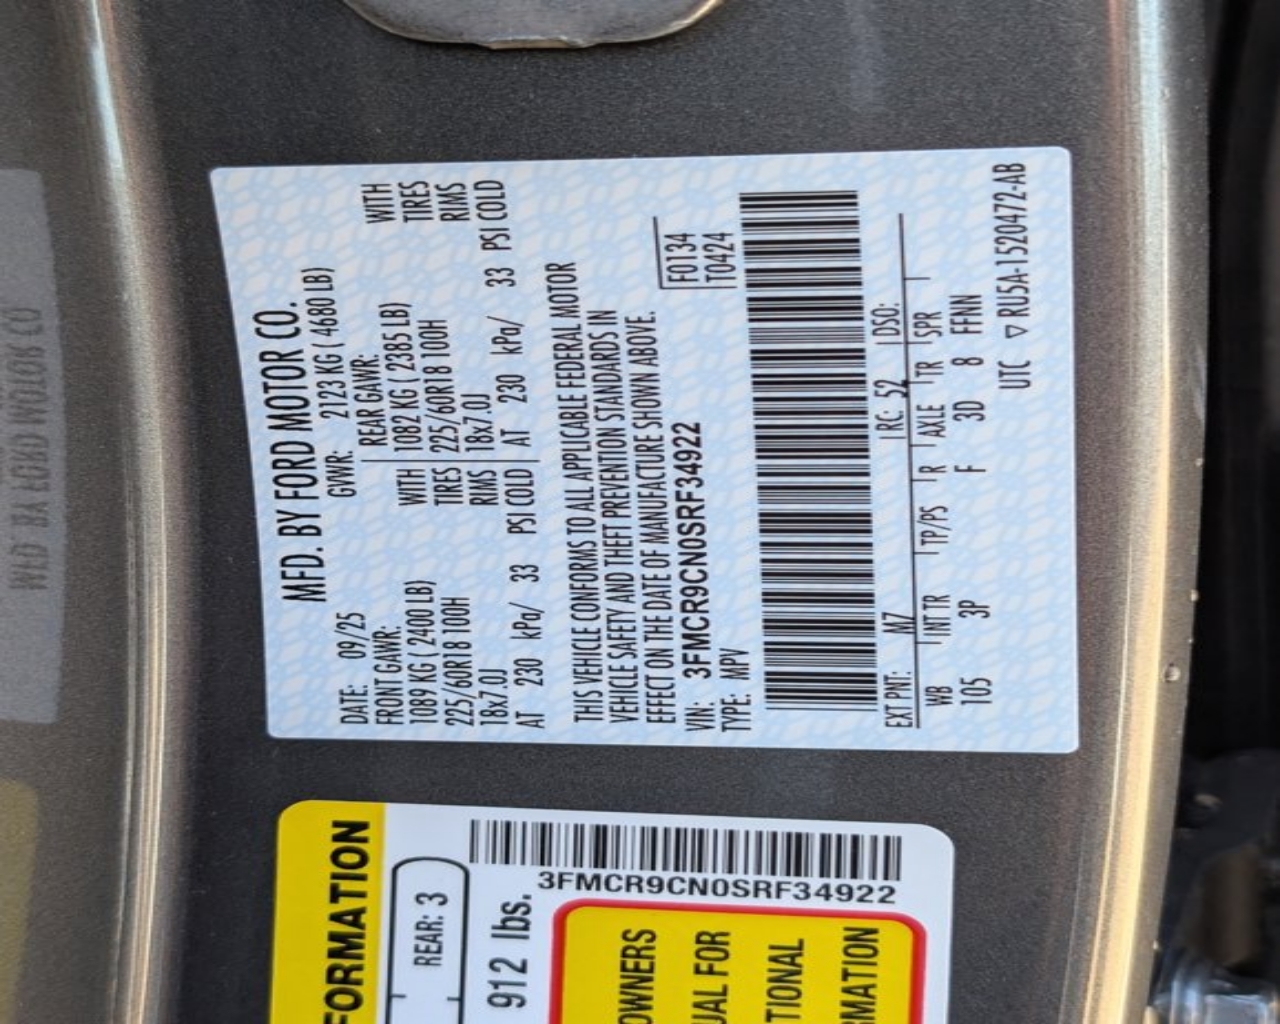 MFD. BY FORD MOTOR CO.
DATE: 09/25 GVWR: 2123 KG ( 4680 LB)
FRONT GAWR: REAR GAWR:
1089 KG ( 2400 LB) WITH 1082 KG ( 2385 LB) WITH
225/60R18 100H TIRES 225/60R18 100H TIRES
18x7.0J RIMS 18x7.0J RIMS
AT 230 kPa/ 33 PSI COLD AT 230 kPa/ 33 PSI COLD
THIS VEHICLE CONFORMS TO ALL APPLICABLE FEDERAL MOTOR
VEHICLE SAFETY AND THEFT PREVENTION STANDARDS IN
EFFECT ON THE DATE OF MANUFACTURE SHOWN ABOVE.
VIN: 3FMCR9CN0SRF34922 F0134
TYPE: MPV T0424
EXT PNT: M7 RC: 52 DSO:
WB INT TR TP/PS R AXLE TR SPR
105 3P F 3D 8 FFNN
UTC ▽ RU5A-1520472-AB
FORMATION
REAR: 3
912 lbs.
3FMCR9CN0SRF34922
OWNERS
UAL FOR
TIONAL
RMATION